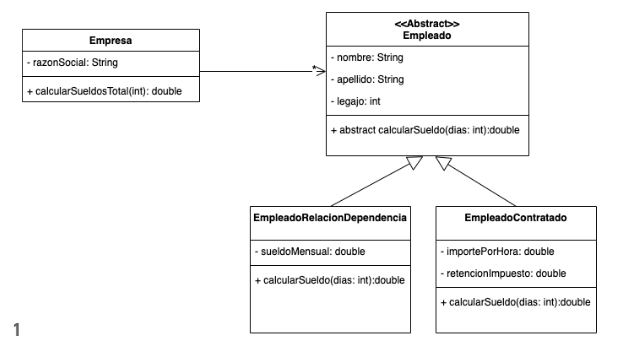 Empresa
- razonSocial: String
+ calcularSueldosTotal(int): double
*
<<Abstract>>
Empleado
- nombre: String
- apellido: String
- legajo: int
+ abstract calcularSueldo(dias: int):double
EmpleadoRelacionDependencia
- sueldoMensual: double
+ calcularSueldo(dias: int):double
EmpleadoContratado
- importePorHora: double
- retencionImpuesto: double
+ calcularSueldo(dias: int):double
1